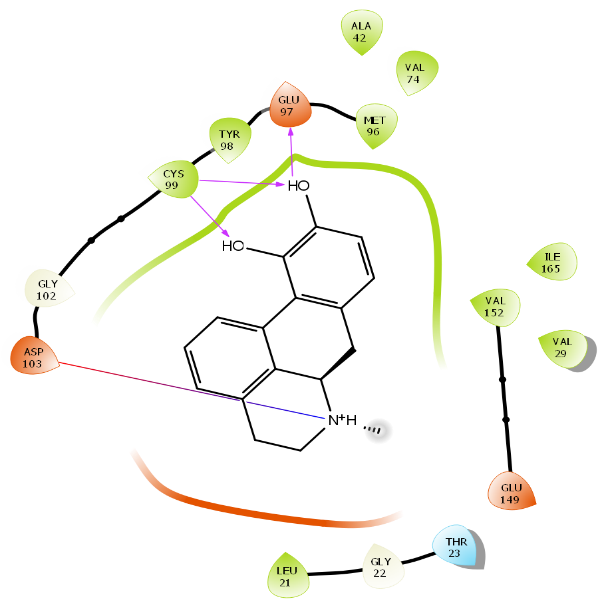 ALA
42
VAL
74
GLU
97
MET
96
TYR
98
CYS
99
HO
HO
ILE
165
GLY
102
VAL
152
ASP
103
VAL
29
N+H
GLU
149
THR
23
LEU
21
GLY
22